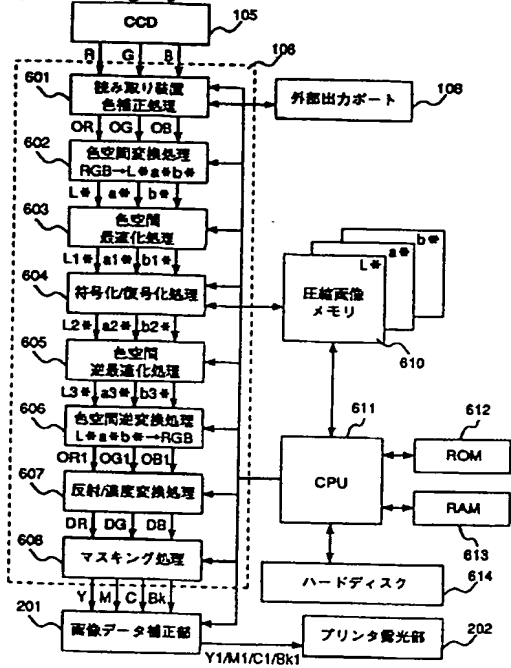 CCD
105
R G B
106
601
読み取り装置
色補正処理
外部出力ポート
108
OR OG OB
602
色空間変換処理
RGB→L*a*b*
L* a* b*
603
色空間
最適化処理
L1* a1* b1*
604
符号化/復号化処理
L* a* b*
圧縮画像
メモリ
610
L2* a2* b2*
605
色空間
逆最適化処理
L3* a3* b3*
606
色空間逆変換処理
L*a*b*→RGB
OR1 OG1 OB1
611
CPU
612
ROM
607
反射/濃度変換処理
RAM
613
DR DG DB
608
マスキング処理
ハードディスク
614
Y M C Bk
201
画像データ補正部
Y1/M1/C1/Bk1
プリンタ露光部
202